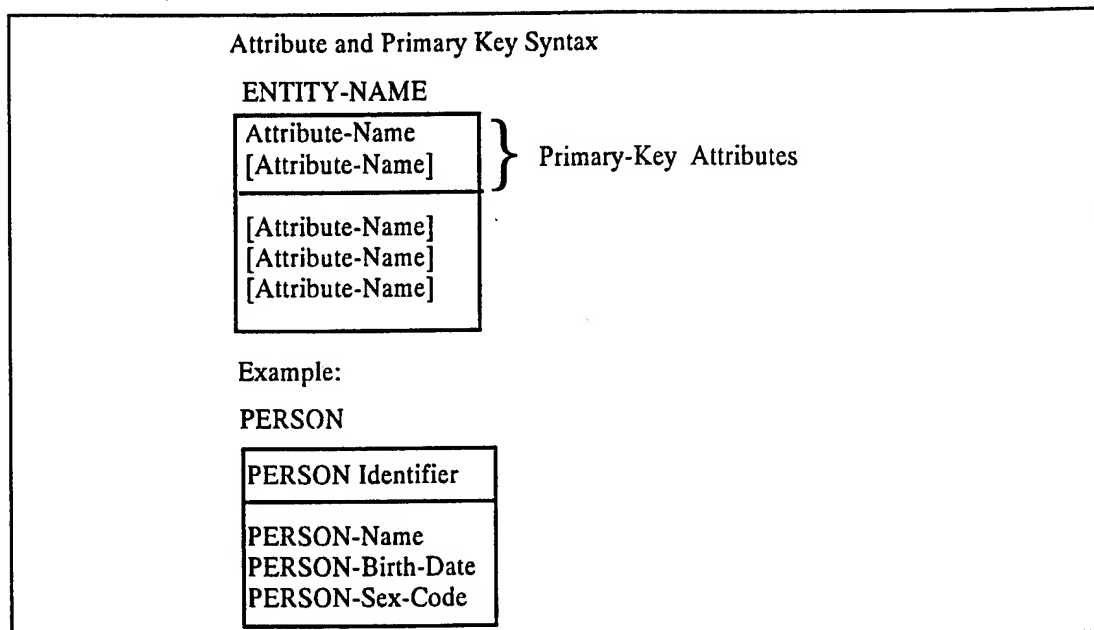 Attribute and Primary Key Syntax
ENTITY-NAME
Attribute-Name
[Attribute-Name]
Primary-Key Attributes
[Attribute-Name]
[Attribute-Name]
[Attribute-Name]
Example:
PERSON
PERSON Identifier
PERSON-Name
PERSON-Birth-Date
PERSON-Sex-Code